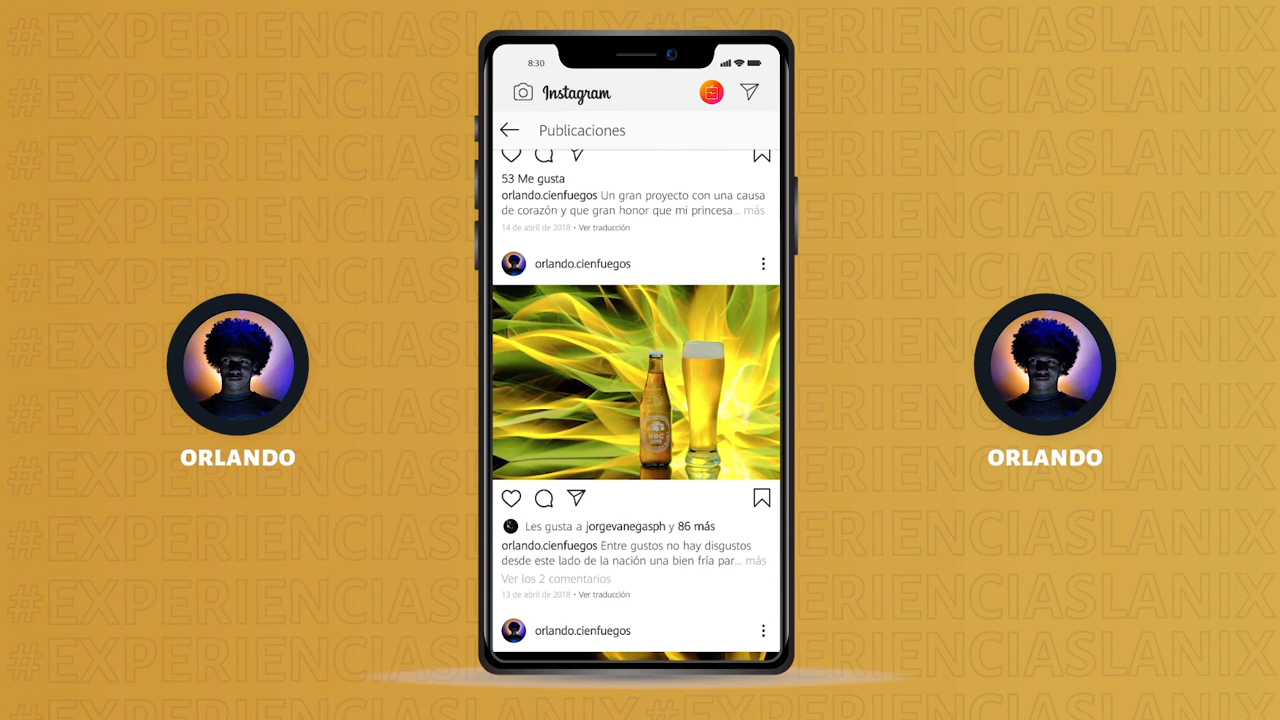 #EXPERIENCIASLANIX#EXPERIENCIASLANIX
8:30
Instagram
Publicaciones
53 Me gusta
orlando.cienfuegos Un gran proyecto con una causa
de corazón y que gran honor que mi princesa... más
14 de abril de 2018 • Ver traducción
orlando.cienfuegos
BBC
ORLANDO
ORLANDO
Les gusta a jorgevanegasph y 86 más
orlando.cienfuegos Entre gustos no hay disgustos
desde este lado de la nación una bien fría par... más
Ver los 2 comentarios
13 de abril de 2018 • Ver traducción
orlando.cienfuegos